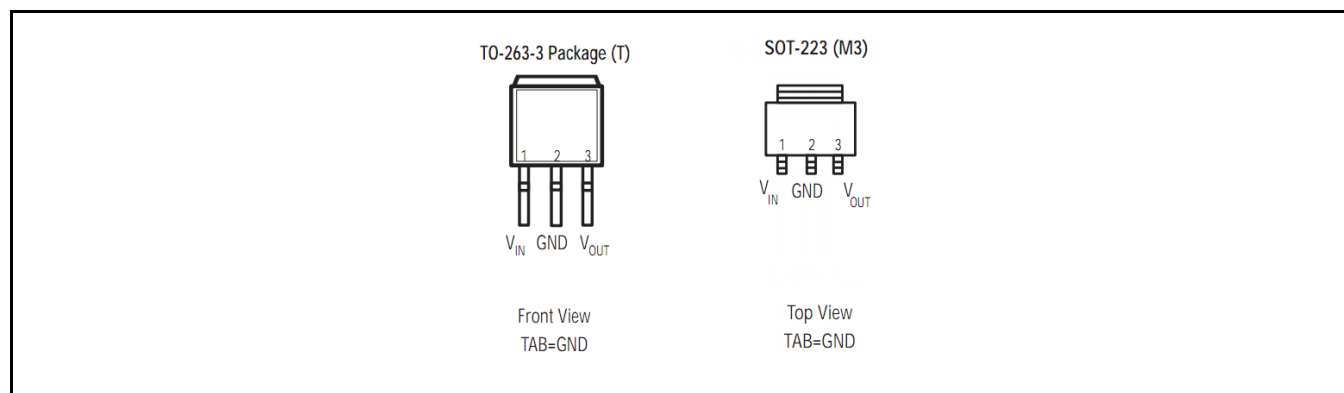 TO-263-3 Package (T)
1 2 3
VIN GND VOUT
Front View
TAB=GND
SOT-223 (M3)
1 2 3
VIN GND VOUT
Top View
TAB=GND